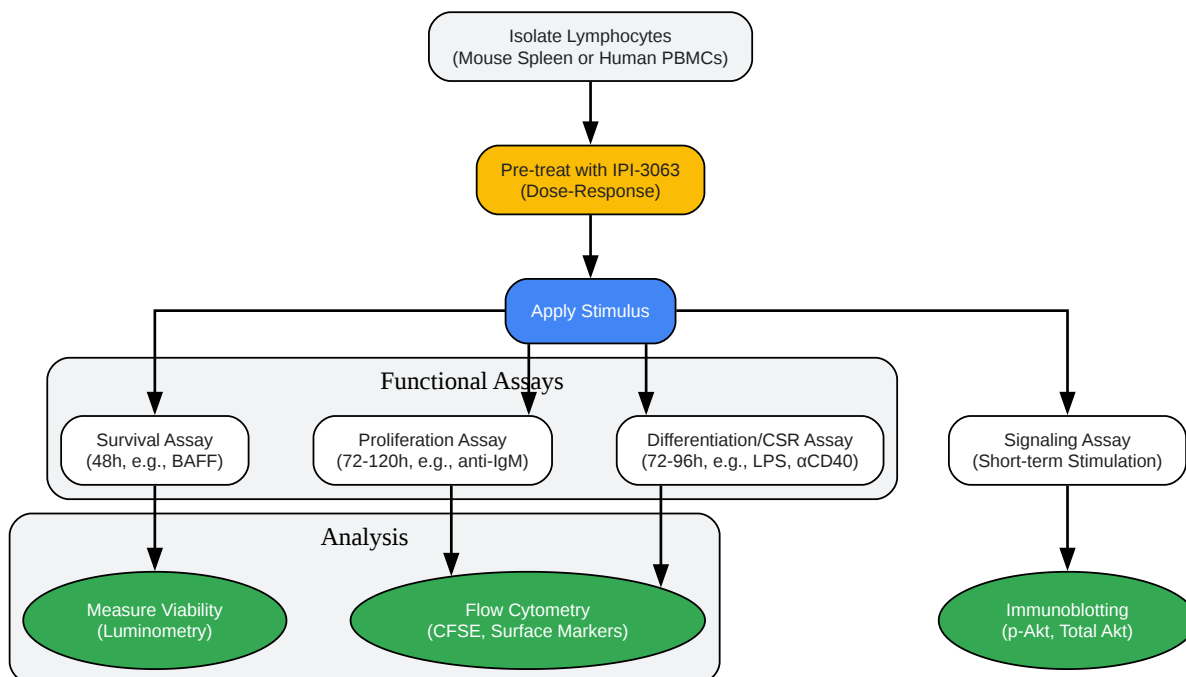 Isolate Lymphocytes
(Mouse Spleen or Human PBMCs)
Pre-treat with IPI-3063
(Dose-Response)
Apply Stimulus
Functional Assays
Survival Assay
(48h, e.g., BAFF)
Proliferation Assay
(72-120h, e.g., anti-IgM)
Differentiation/CSR Assay
(72-96h, e.g., LPS, αCD40)
Signaling Assay
(Short-term Stimulation)
Analysis
Measure Viability
(Luminometry)
Flow Cytometry
(CFSE, Surface Markers)
Immunoblotting
(p-Akt, Total Akt)